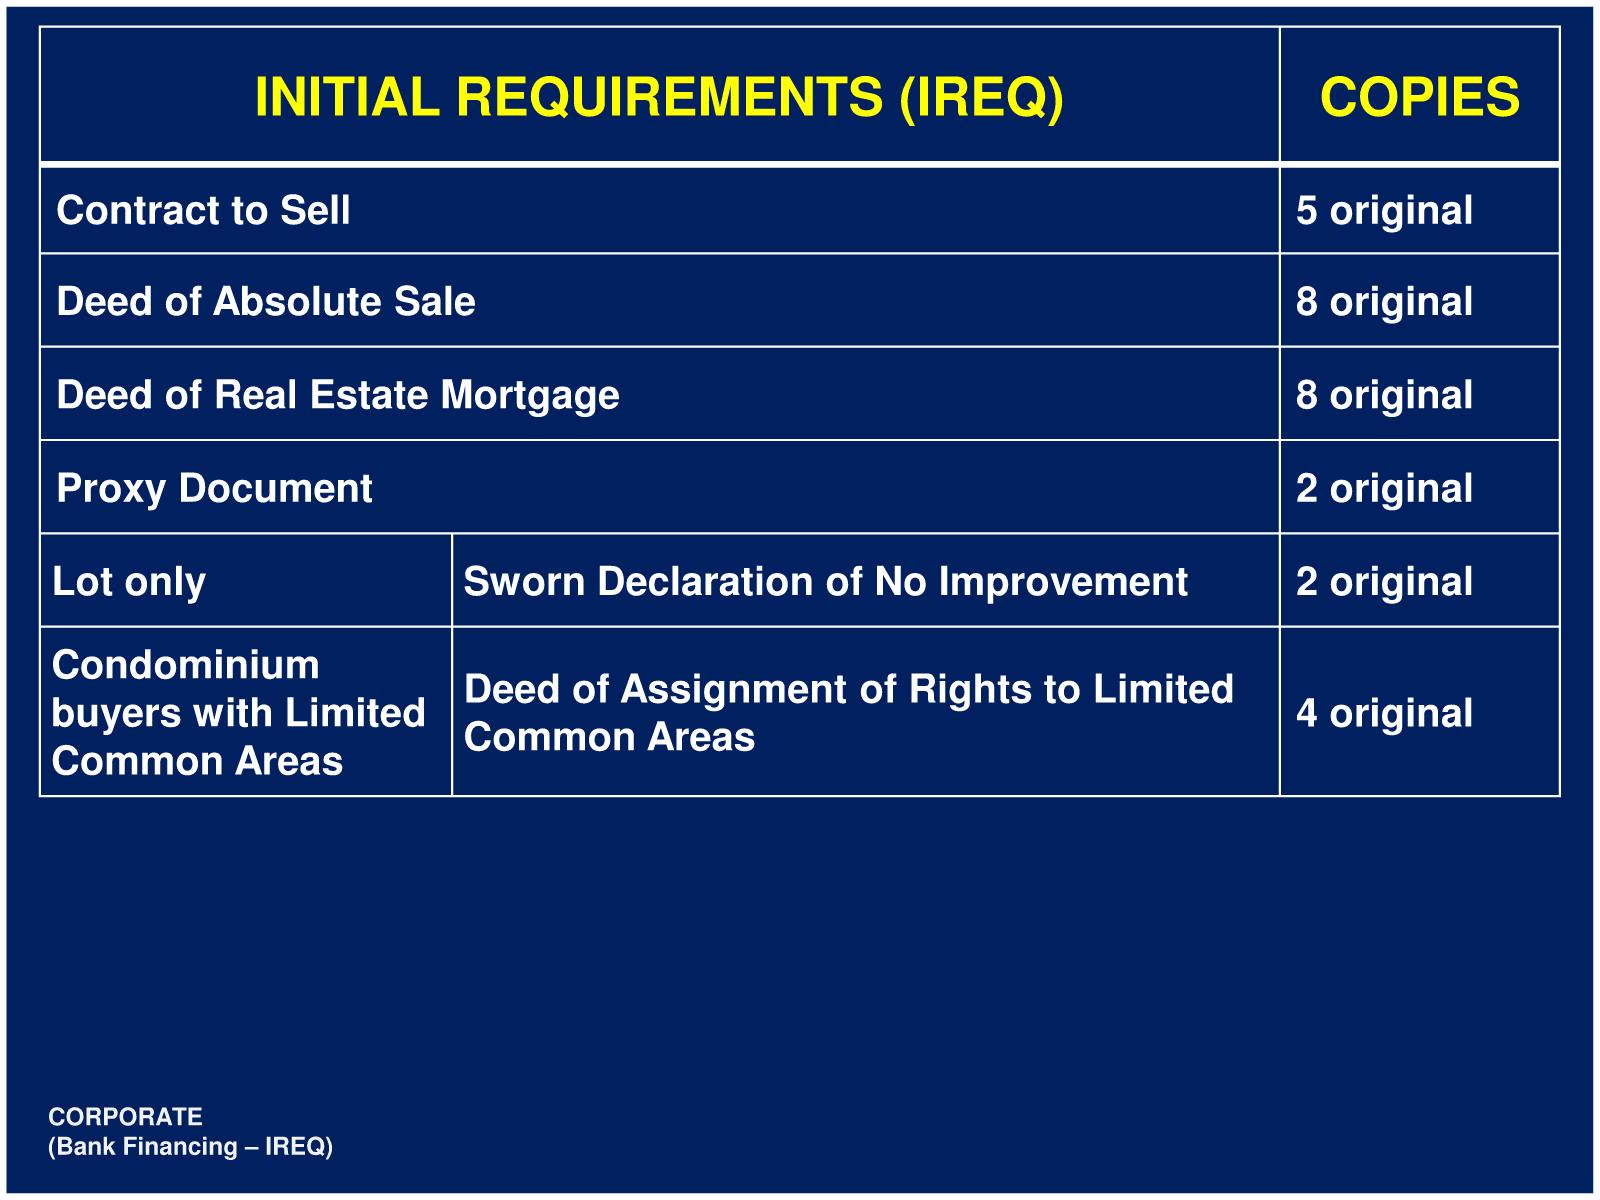 INITIAL REQUIREMENTS (IREQ) COPIES
Contract to Sell 5 original
Deed of Absolute Sale 8 original
Deed of Real Estate Mortgage 8 original
Proxy Document 2 original
Lot only Sworn Declaration of No Improvement 2 original
Condominium
buyers with Limited
Common Areas
Deed of Assignment of Rights to Limited
Common Areas
4 original
CORPORATE
(Bank Financing – IREQ)